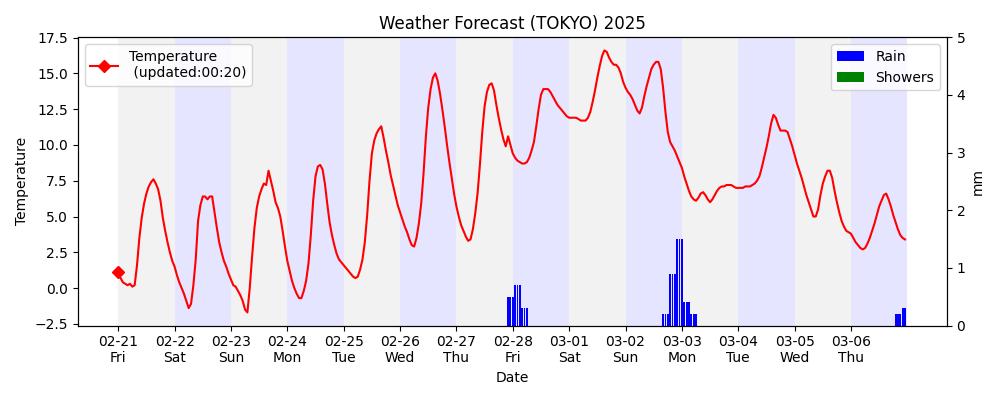 Weather Forecast (TOKYO) 2025
Temperature
(updated:00:20)
Rain
Showers
Temperature
17.5
15.0
12.5
10.0
7.5
5.0
2.5
0.0
−2.5
5
4
3
2
1
0
mm
02-21 02-22 02-23 02-24 02-25 02-26 02-27 02-28 03-01 03-02 03-03 03-04 03-05 03-06
Fri Sat Sun Mon Tue Wed Thu Fri Sat Sun Mon Tue Wed Thu
Date